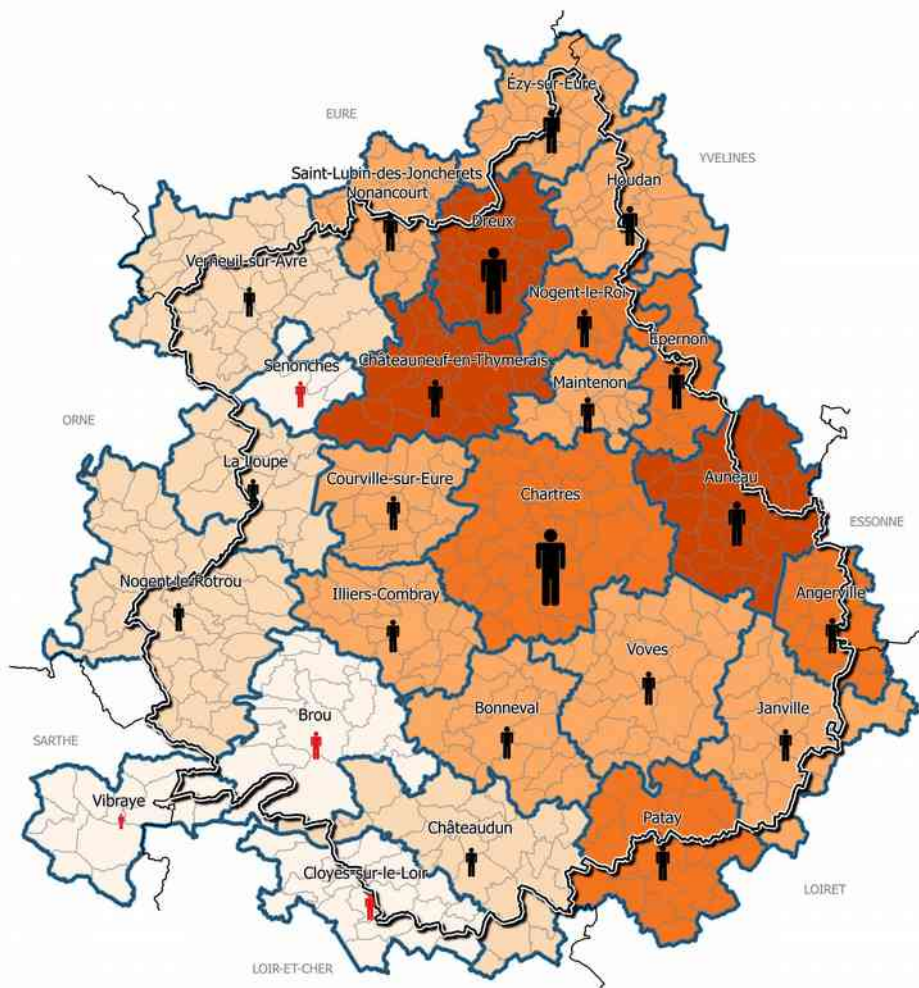 Ézy-sur-Eure
EURE
YVELINES
Saint-Lubin-des-Joncherets
Nonancourt
Houdan
Dreux
Verneuil-sur-Avre
Nogent-le-Roi
Épernon
Senonches
Châteauneuf-en-Thymerais
Maintenon
ORNE
La Loupe
Courville-sur-Eure
Chartres
Auneau
ESSONNE
Nogent-le-Rotrou
Illiers-Combray
Angerville
Voves
Brou
Bonneval
Janville
SARTHE
Vibraye
Châteaudun
Patay
Cloyes-sur-le-Loir
LOIRET
LOIR-ET-CHER